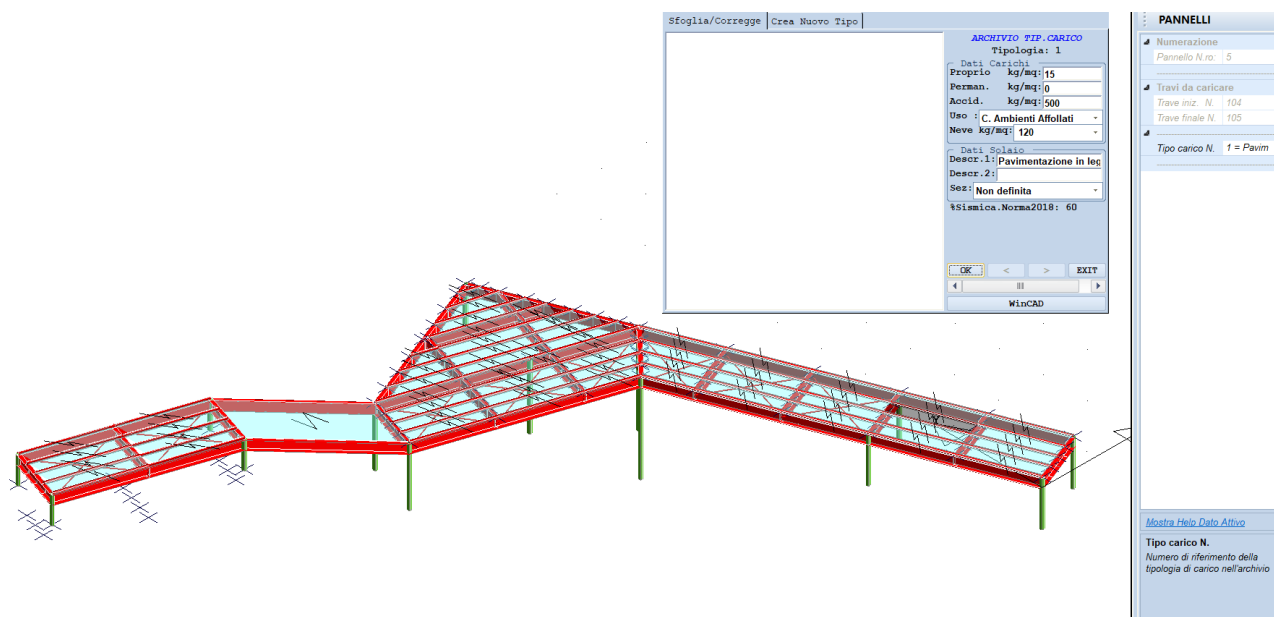 Sfoglia/Corregge Crea Nuovo Tipo
ARCHIVIO TIP.CARICO
Tipologia: 1
Dati Carichi
Proprio kg/mq: 15
Perman. kg/mq: 0
Accid. kg/mq: 500
Uso : C. Ambienti Affollati
Neve kg/mq: 120
Dati Solaio
Descr.1: Pavimentazione in leg
Descr.2:
Sez: Non definita
%Sismica.Norma2018: 60
OK < > EXIT
WinCAD
PANNELLI
Numerazione
Pannello N.ro: 5
Travi da caricare
Trave iniz. N. 104
Trave finale N. 105
Tipo carico N. 1 = Pavim
Mostra Help Dato Attivo
Tipo carico N.
Numero di riferimento della
tipologia di carico nell'archivio